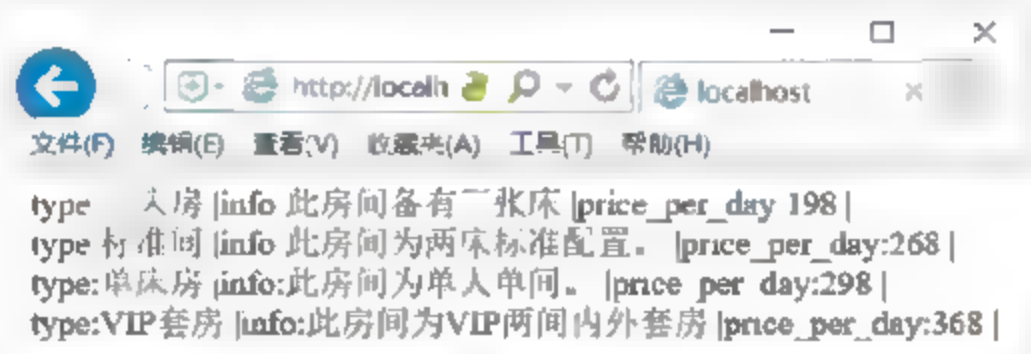 http://localh localhost
文件(F) 编辑(E) 查看(V) 收藏夹(A) 工具(T) 帮助(H)
type 人房 |info 此房间备有 张床 |price_per_day 198 |
type 标准间 |info 此房间为两床标准配置。 |price_per_day:268 |
type:单床房 |info:此房间为单人单间。 |price_per_day:298 |
type:VIP套房 |info:此房间为VIP两间内外套房 |price_per_day:368 |